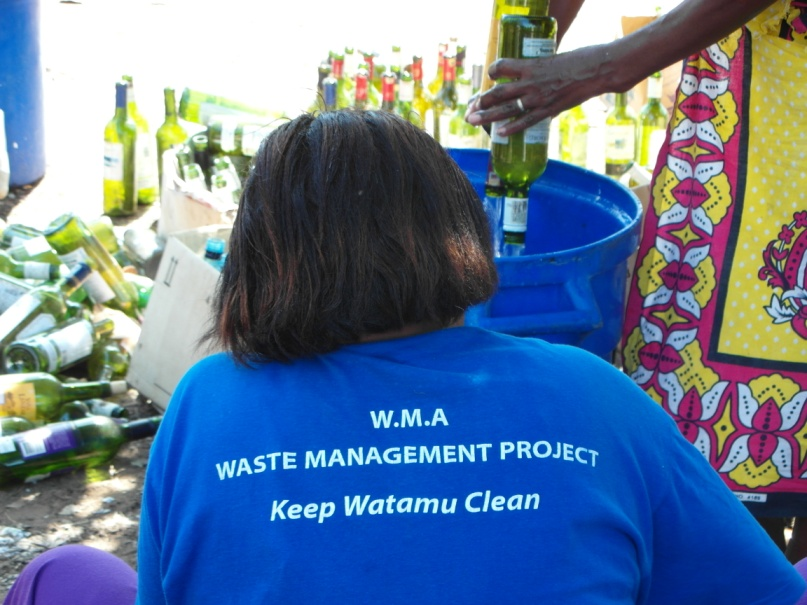 W.M.A
WASTE MANAGEMENT PROJECT
Keep Watamu Clean